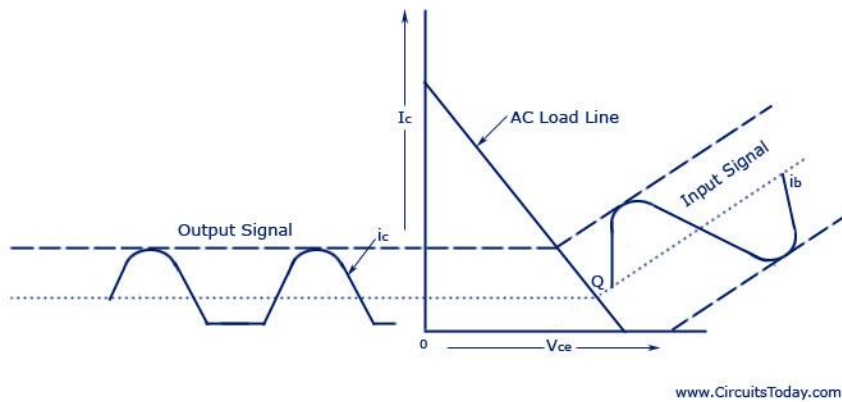 Ic
AC Load Line
Input Signal
ib
Output Signal
ic
Q
0
Vce
www.CircuitsToday.com